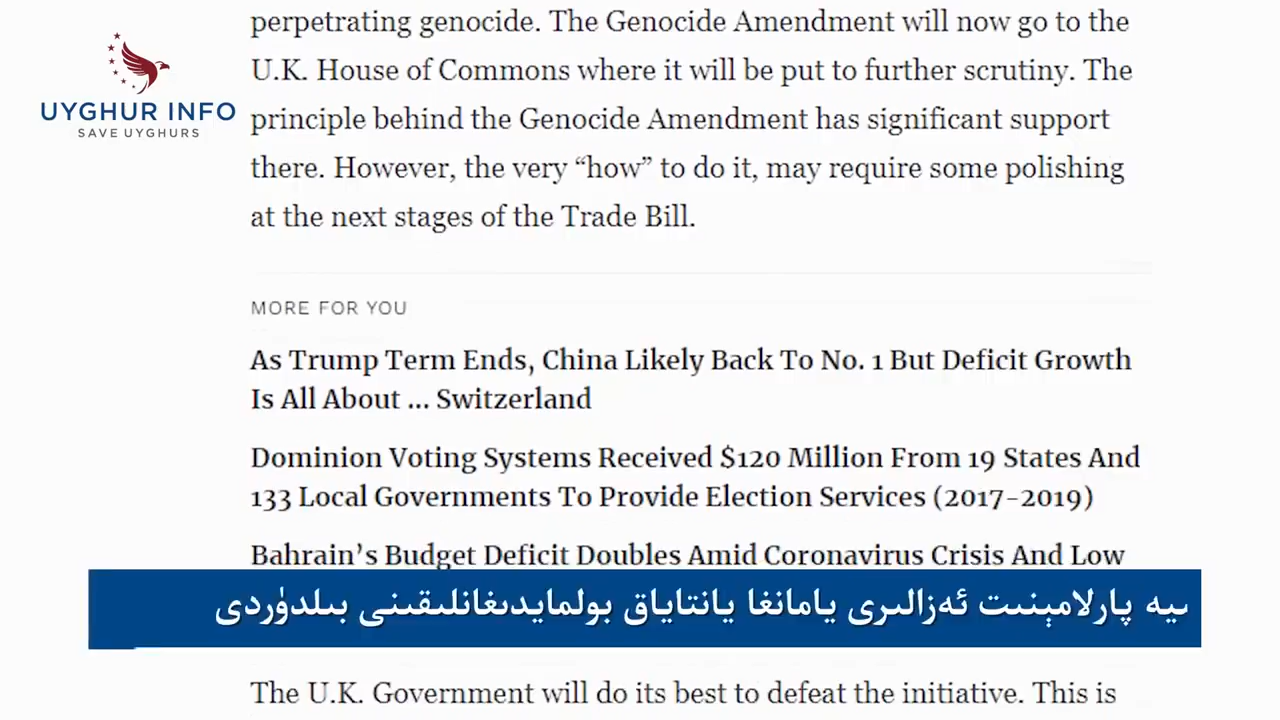 perpetrating genocide. The Genocide Amendment will now go to the
U.K. House of Commons where it will be put to further scrutiny. The
UYGHUR INFO
SAVE UYGHURS
principle behind the Genocide Amendment has significant support
there. However, the very “how” to do it, may require some polishing
at the next stages of the Trade Bill.
MORE FOR YOU
As Trump Term Ends, China Likely Back To No. 1 But Deficit Growth
Is All About ... Switzerland
Dominion Voting Systems Received $120 Million From 19 States And
133 Local Governments To Provide Election Services (2017-2019)
Bahrain’s Budget Deficit Doubles Amid Coronavirus Crisis And Low
پارلامېنىت ئەزالىرى يامانغا يانتاياق بولمايدىغانلىقىنى بىلدۈردى
The U.K. Government will do its best to defeat the initiative. This is